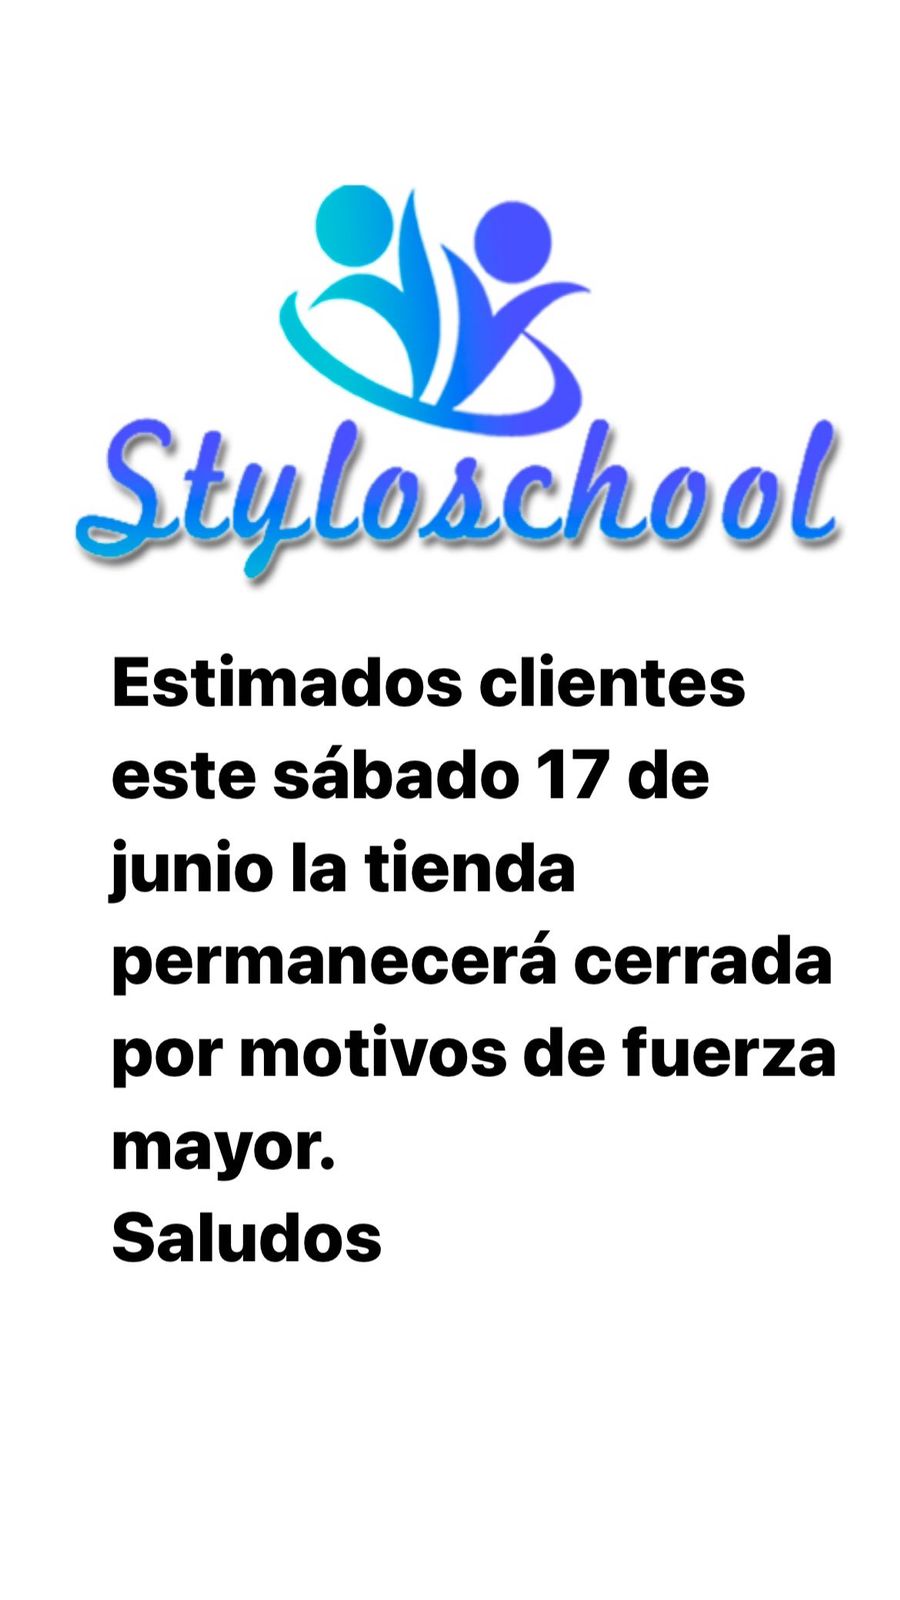 Styloschool
Estimados clientes
este sábado 17 de
junio la tienda
permanecerá cerrada
por motivos de fuerza
mayor.
Saludos